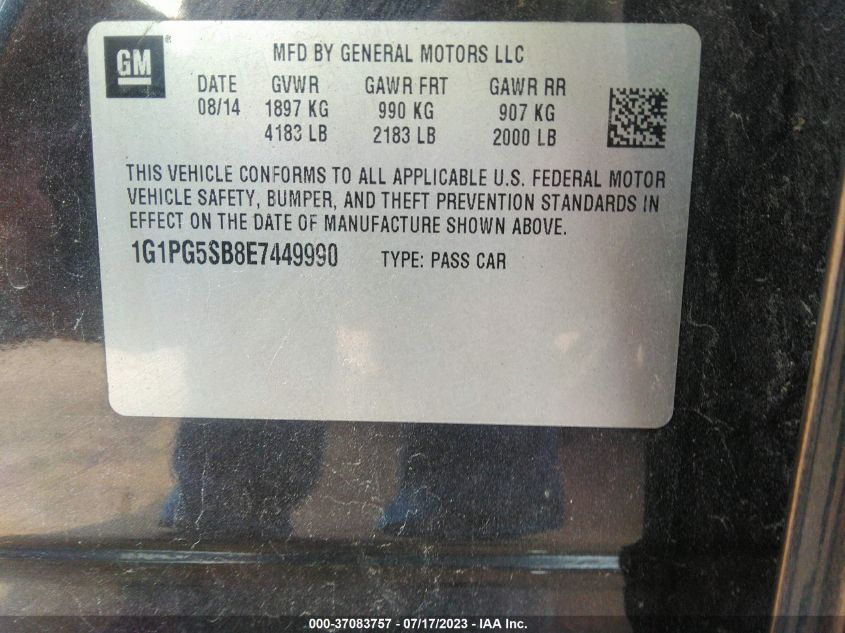 GM ®
MFD BY GENERAL MOTORS LLC
DATE GVWR GAWR FRT GAWR RR
08/14 1897 KG 990 KG 907 KG
4183 LB 2183 LB 2000 LB
THIS VEHICLE CONFORMS TO ALL APPLICABLE U.S. FEDERAL MOTOR
VEHICLE SAFETY, BUMPER, AND THEFT PREVENTION STANDARDS IN
EFFECT ON THE DATE OF MANUFACTURE SHOWN ABOVE.
1G1PG5SB8E7449990 TYPE: PASS CAR
000-37083757 - 07/17/2023 - IAA Inc.